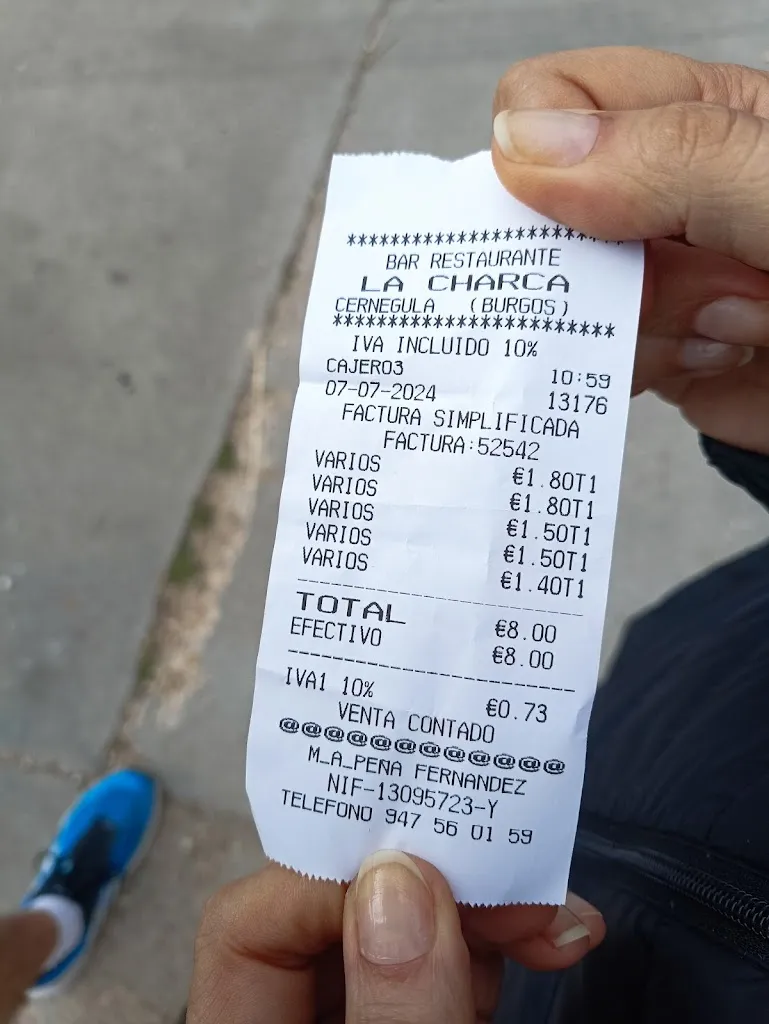 ************************
BAR RESTAURANTE
LA CHARCA
CERNEGULA (BURGOS)
************************
IVA INCLUIDO 10%
CAJERO3 10:59
07-07-2024 13176
FACTURA SIMPLIFICADA
FACTURA:52542
VARIOS €1.80T1
VARIOS €1.80T1
VARIOS €1.50T1
VARIOS €1.50T1
VARIOS €1.40T1
TOTAL €8.00
EFECTIVO €8.00
IVA1 10% €0.73
VENTA CONTADO
@@@@@@@@@@@@
M_A_PEÑA FERNANDEZ
NIF-13095723-Y
TELEFONO 947 56 01 59